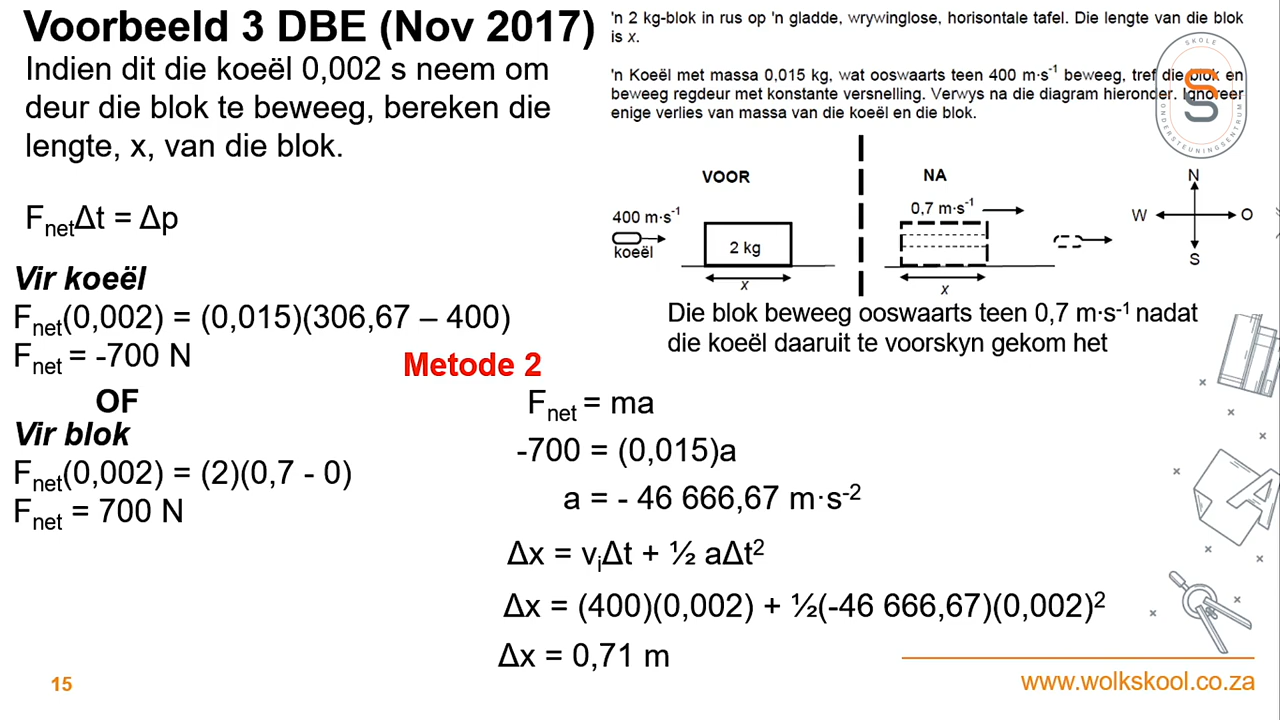 Voorbeeld 3 DBE (Nov 2017)
Indien dit die koeël 0,002 s neem om
deur die blok te beweeg, bereken die
lengte, x, van die blok.
'n 2 kg-blok in rus op 'n gladde, wrywinglose, horisontale tafel. Die lengte van die blok
is x.
'n Koeël met massa 0,015 kg, wat ooswaarts teen 400 m·s⁻¹ beweeg, tref die blok en
beweeg regdeur met konstante versnelling. Verwys na die diagram hieronder. Ignoreer
enige verlies van massa van die koeël en die blok.
SKOLE
ONDERSTEUNINGSENTRUM
VOOR
NA
400 m·s⁻¹
koeël
2 kg
x
0,7 m·s⁻¹
x
N
W O
S
Die blok beweeg ooswaarts teen 0,7 m·s⁻¹ nadat
die koeël daaruit te voorskyn gekom het
F_netΔt = Δp
Vir koeël
F_net(0,002) = (0,015)(306,67 – 400)
F_net = -700 N
OF
Vir blok
F_net(0,002) = (2)(0,7 - 0)
F_net = 700 N
Metode 2
F_net = ma
-700 = (0,015)a
a = - 46 666,67 m·s⁻²
Δx = vᵢΔt + ½ aΔt²
Δx = (400)(0,002) + ½(-46 666,67)(0,002)²
Δx = 0,71 m
15
www.wolkskool.co.za